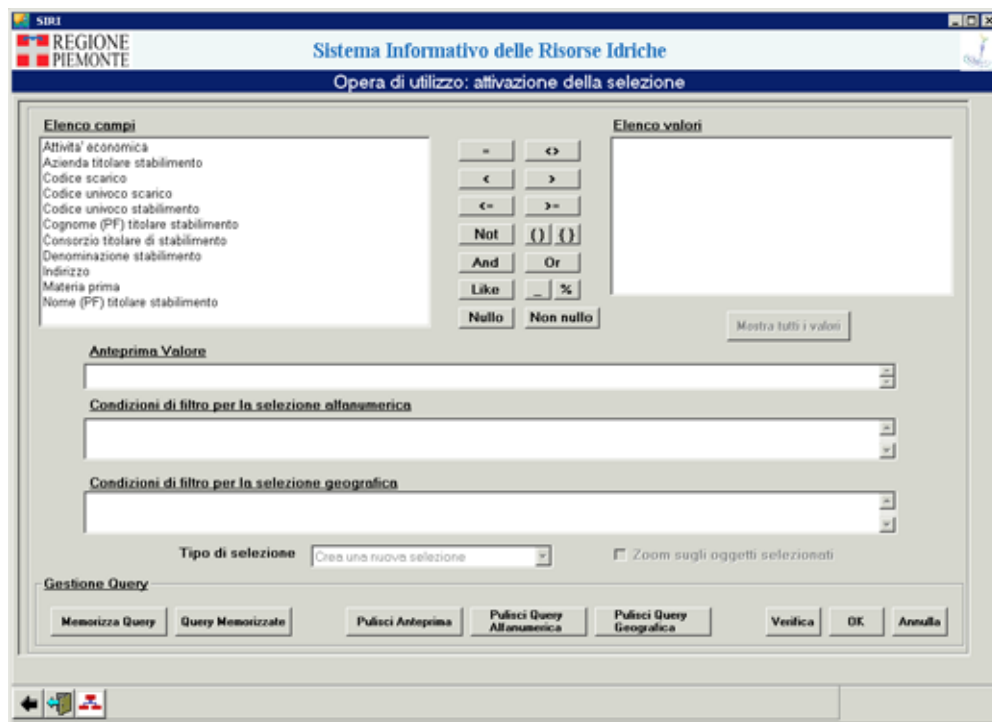 SIRI
REGIONE
PIEMONTE
Sistema Informativo delle Risorse Idriche
Opera di utilizzo: attivazione della selezione
Elenco campi
Elenco valori
Attivita' economica
Azienda titolare stabilimento
Codice scarico
Codice univoco scarico
Codice univoco stabilimento
Cognome (PF) titolare stabilimento
Consorzio titolare di stabilimento
Denominazione stabilimento
Indirizzo
Materia prima
Nome (PF) titolare stabilimento
= <>
< >
<= >=
Not () {}
And Or
Like _ %
Nullo Non nullo
Mostra tutti i valori
Anteprima Valore
Condizioni di filtro per la selezione alfanumerica
Condizioni di filtro per la selezione geografica
Tipo di selezione Crea una nuova selezione Zoom sugli oggetti selezionati
Gestione Query
Memorizza Query Query Memorizzate Pulisci Anteprima Pulisci Query Alfanumerica Pulisci Query Geografica Verifica OK Annulla